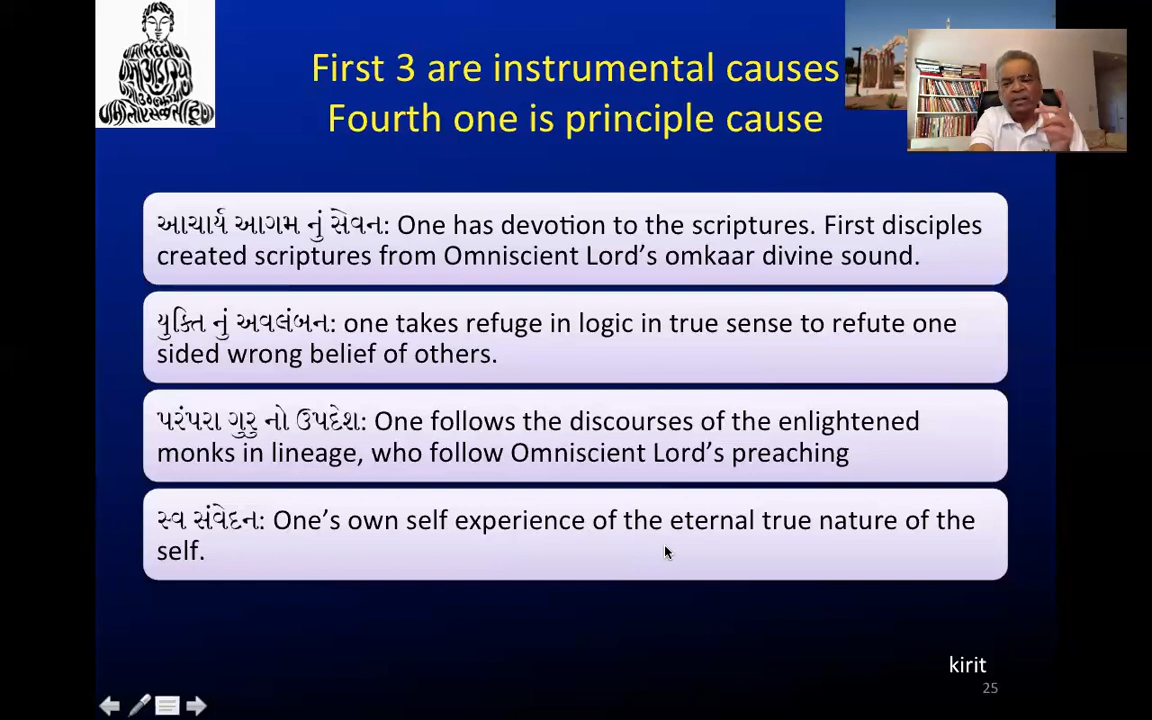 First 3 are instrumental causes
Fourth one is principle cause
આચાર્ય આગમ નું સેવન: One has devotion to the scriptures. First disciples
created scriptures from Omniscient Lord’s omkaar divine sound.
યુક્તિ નું અવલંબન: one takes refuge in logic in true sense to refute one
sided wrong belief of others.
પરંપરા ગુરુ નો ઉપદેશ: One follows the discourses of the enlightened
monks in lineage, who follow Omniscient Lord’s preaching
સ્વ સંવેદન: One’s own self experience of the eternal true nature of the
self.
kirit
25